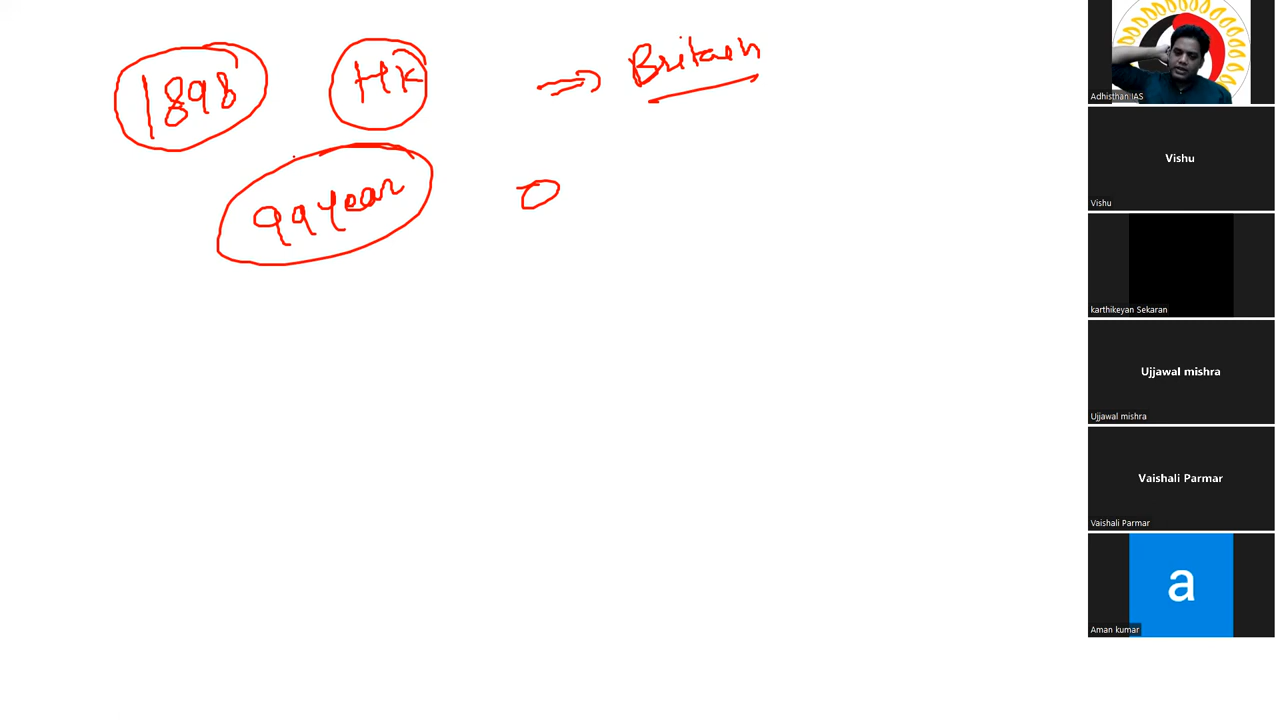 1898 HK ⇒ British
99 year
Adhisthan IAS
Vishu
Vishu
karthikeyan Sekaran
Ujjawal mishra
Ujjawal mishra
Vaishali Parmar
Vaishali Parmar
a
Aman kumar